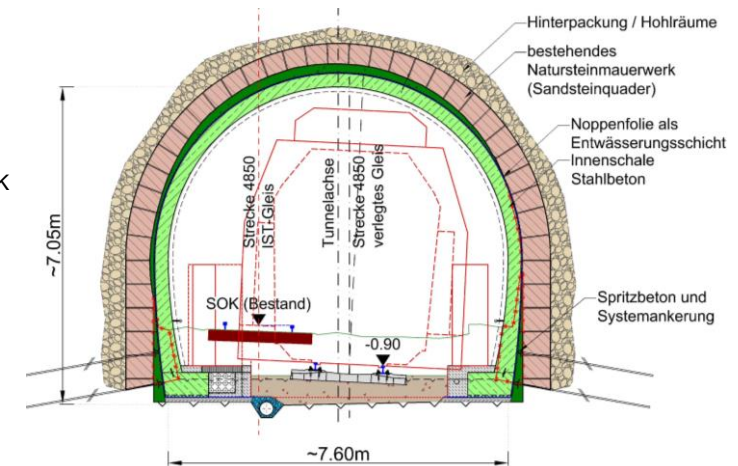 Hinterpackung / Hohlräume
bestehendes
Natursteinmauerwerk
(Sandsteinquader)
Noppenfolie als
Entwässerungsschicht
Innenschale
Stahlbeton
K
~7.05m
Strecke 4850
IST-Gleis
Tunnelachse
Strecke 4850
verlegtes Gleis
SOK (Bestand)
-0.90
Spritzbeton und
Systemankerung
~7.60m